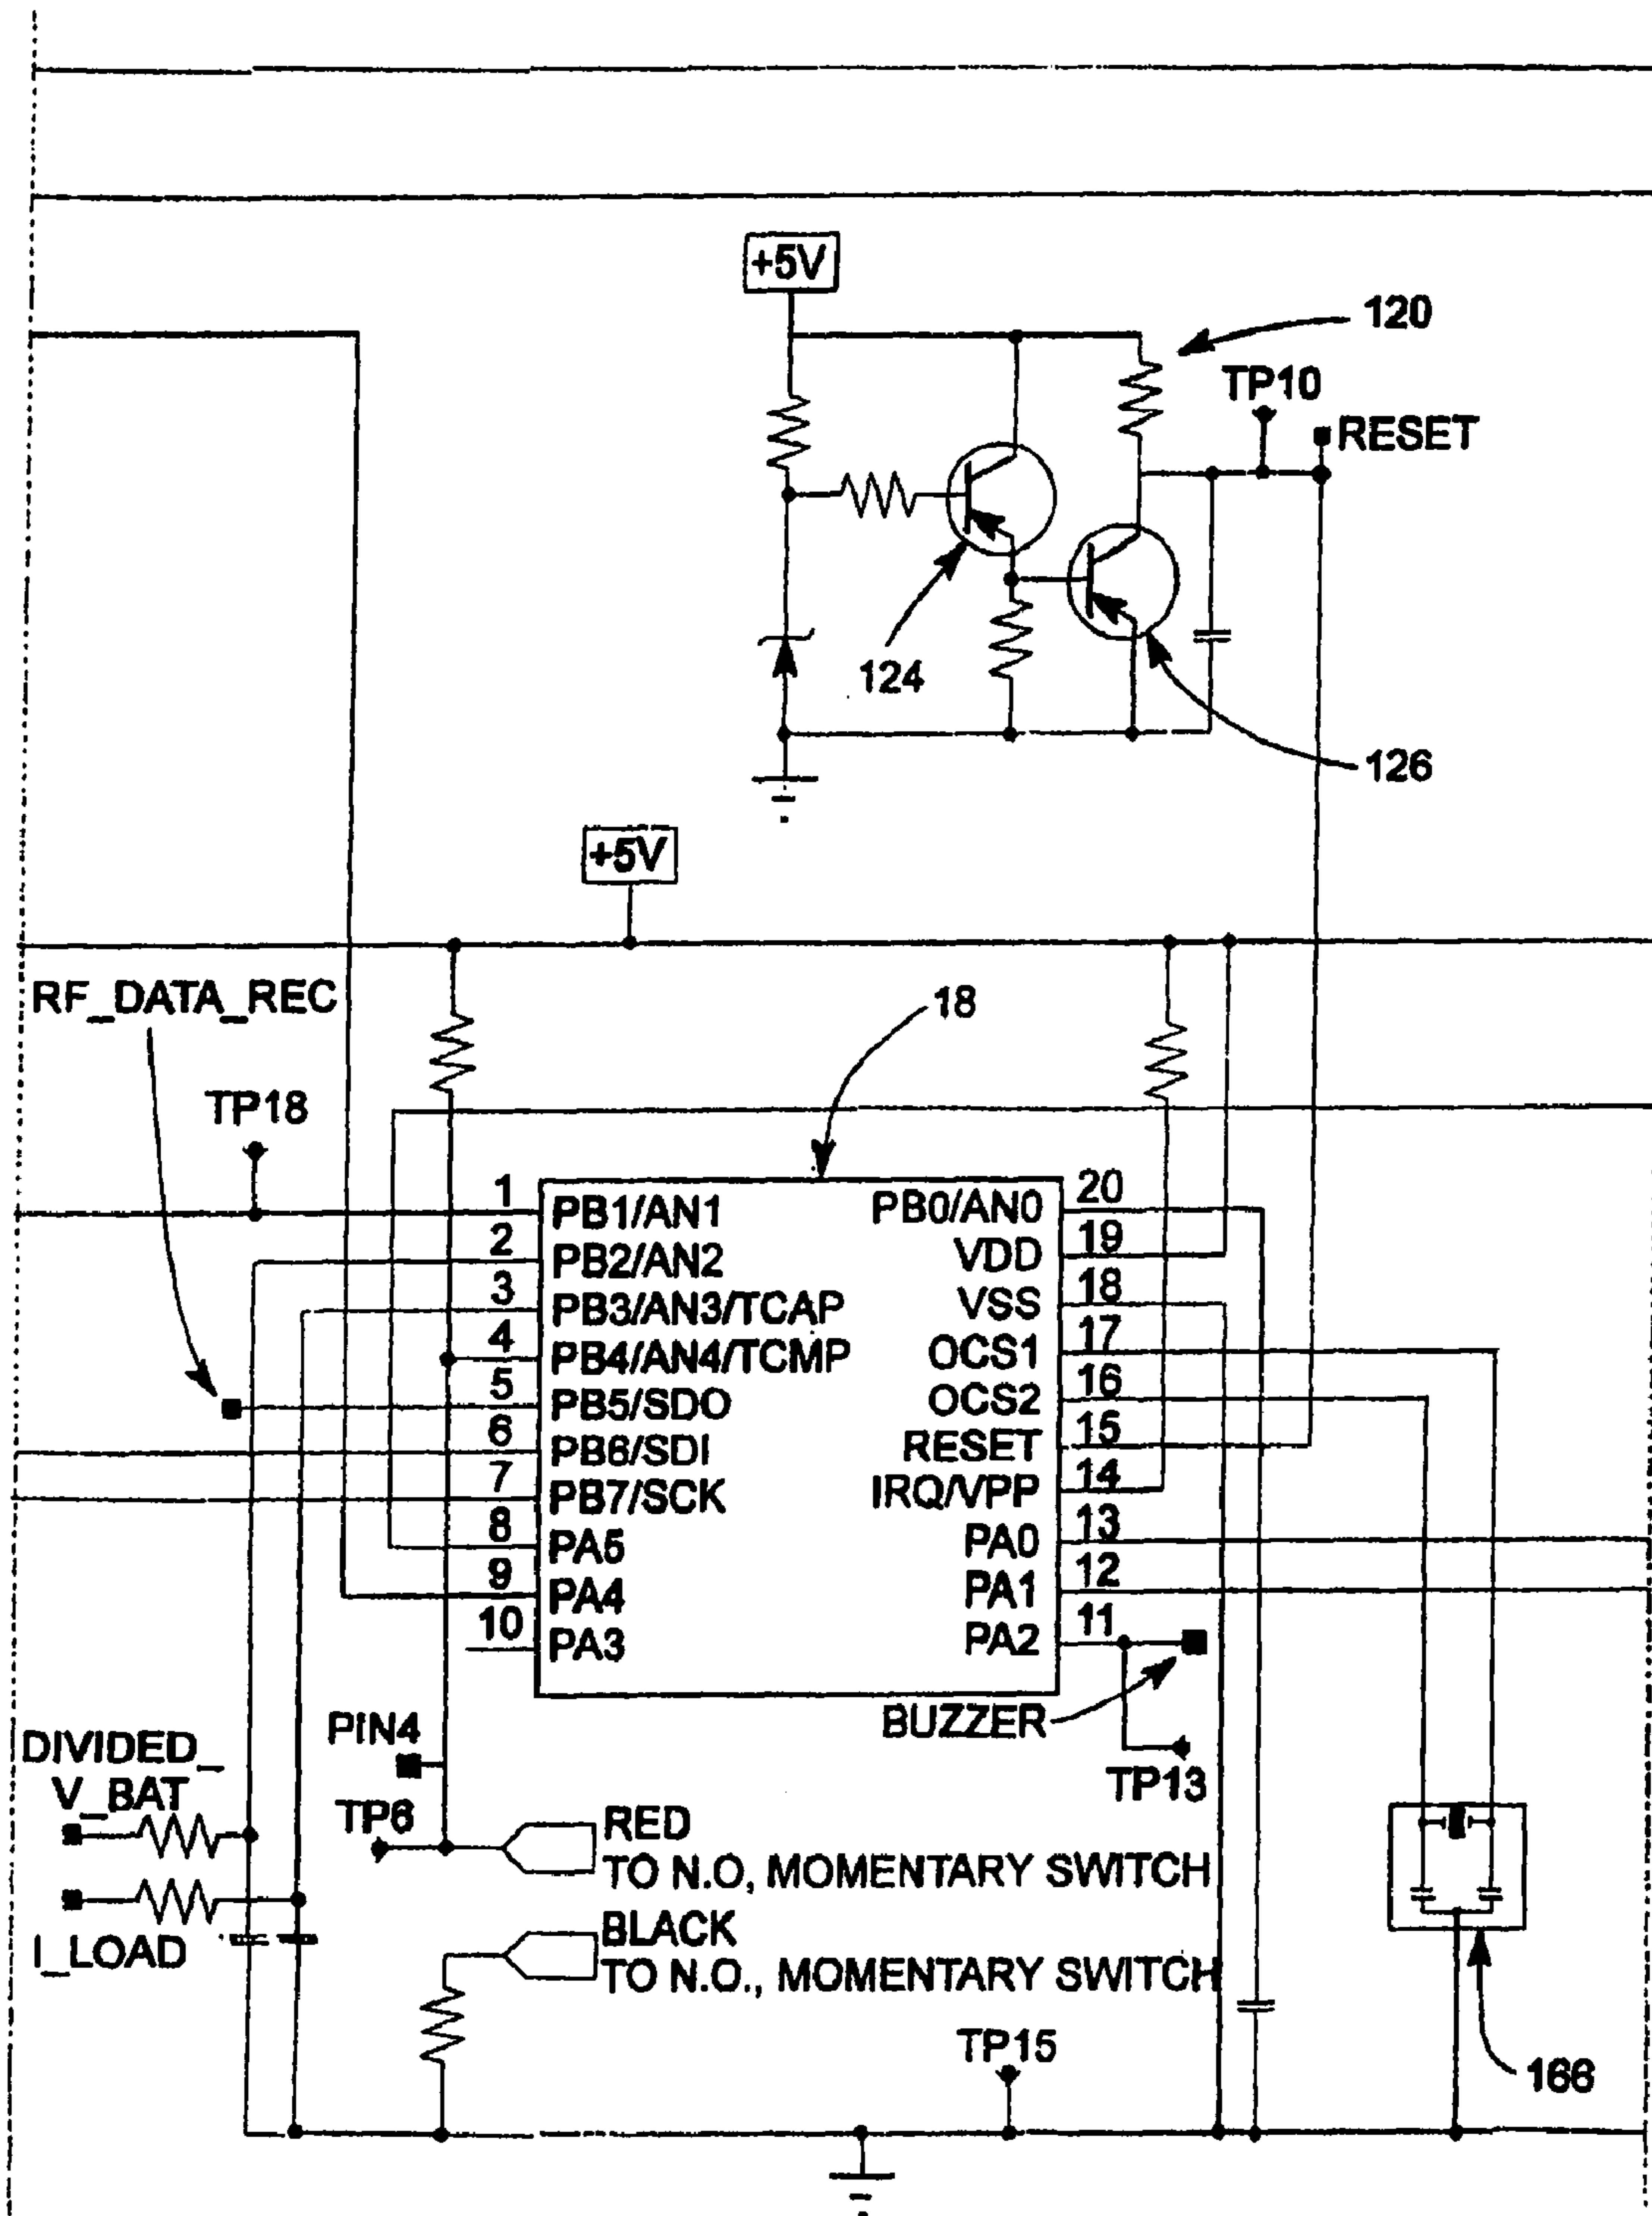 +5V
120
TP10
RESET
124
126
+5V
RF_DATA_REC
18
TP18
1
PB1/AN1
2
PB2/AN2
3
PB3/AN3/TCAP
4
PB4/AN4/TCMP
5
PB5/SDO
6
PB6/SDI
7
PB7/SCK
8
PA5
9
PA4
10
PA3
PB0/AN0
20
VDD
19
VSS
18
OCS1
17
OCS2
16
RESET
15
IRQ/VPP
14
PA0
13
PA1
12
PA2
11
BUZZER
TP13
PIN4
DIVIDED_
V_BAT
TP6
RED
TO N.O, MOMENTARY SWITCH
I_LOAD
BLACK
TO N.O., MOMENTARY SWITCH
TP15
166